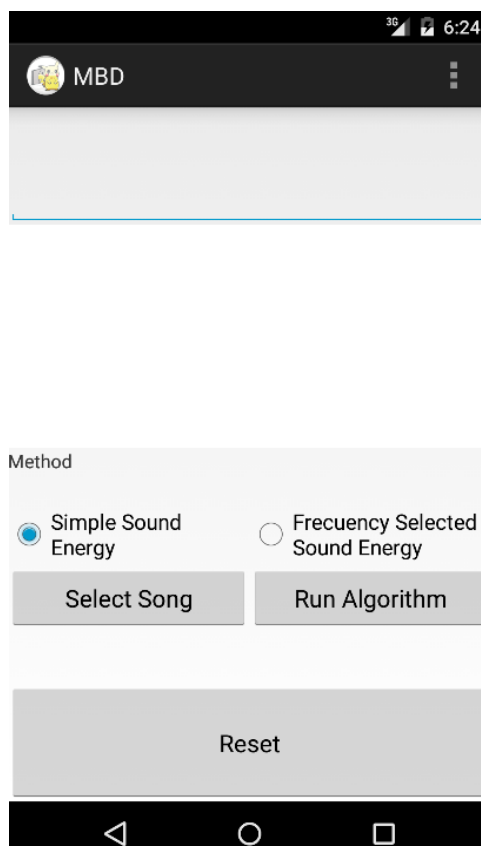 3G 6:24
MBD
Method
Simple Sound
Energy
Frecuency Selected
Sound Energy
Select Song
Run Algorithm
Reset